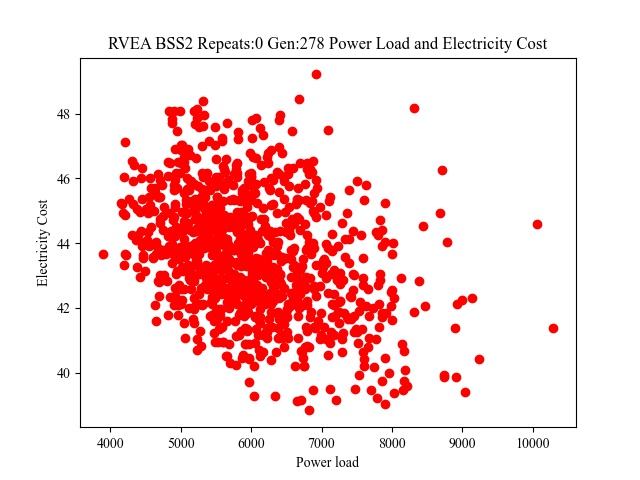 RVEA BSS2 Repeats:0 Gen:278 Power Load and Electricity Cost
Electricity Cost
48
46
44
42
40
4000 5000 6000 7000 8000 9000 10000
Power load